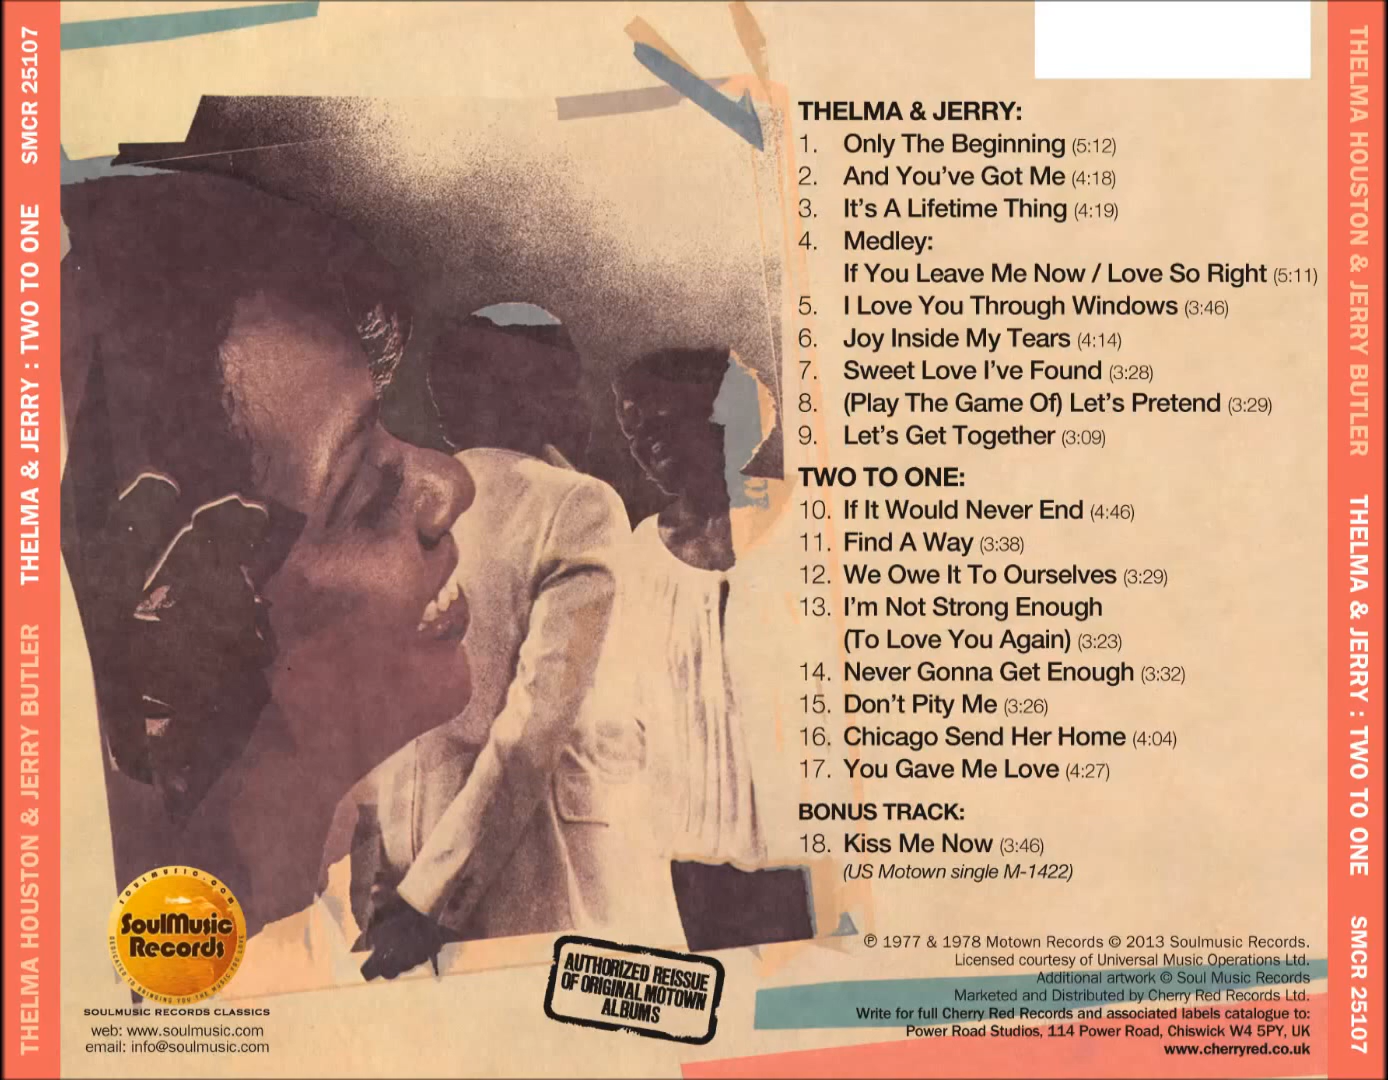 THELMA HOUSTON & JERRY BUTLER THELMA & JERRY : TWO TO ONE SMCR 25107
THELMA & JERRY:
1. Only The Beginning (5:12)
2. And You've Got Me (4:18)
3. It's A Lifetime Thing (4:19)
4. Medley:
If You Leave Me Now / Love So Right (5:11)
5. I Love You Through Windows (3:46)
6. Joy Inside My Tears (4:14)
7. Sweet Love I've Found (3:28)
8. (Play The Game Of) Let's Pretend (3:29)
9. Let's Get Together (3:09)
TWO TO ONE:
10. If It Would Never End (4:46)
11. Find A Way (3:38)
12. We Owe It To Ourselves (3:29)
13. I'm Not Strong Enough
(To Love You Again) (3:23)
14. Never Gonna Get Enough (3:32)
15. Don't Pity Me (3:26)
16. Chicago Send Her Home (4:04)
17. You Gave Me Love (4:27)
BONUS TRACK:
18. Kiss Me Now (3:46)
(US Motown single M-1422)
SOULMUSIC.COM
SoulMusic
Records
DEDICATED TO BRINGING YOU THE MUSIC YOU LOVE
SOULMUSIC RECORDS CLASSICS
web: www.soulmusic.com
email: info@soulmusic.com
AUTHORIZED REISSUE
OF ORIGINAL MOTOWN
ALBUMS
℗ 1977 & 1978 Motown Records © 2013 Soulmusic Records.
Licensed courtesy of Universal Music Operations Ltd.
Additional artwork © Soul Music Records
Marketed and Distributed by Cherry Red Records Ltd.
Write for full Cherry Red Records and associated labels catalogue to:
Power Road Studios, 114 Power Road, Chiswick W4 5PY, UK
www.cherryred.co.uk
THELMA HOUSTON & JERRY BUTLER THELMA & JERRY : TWO TO ONE SMCR 25107